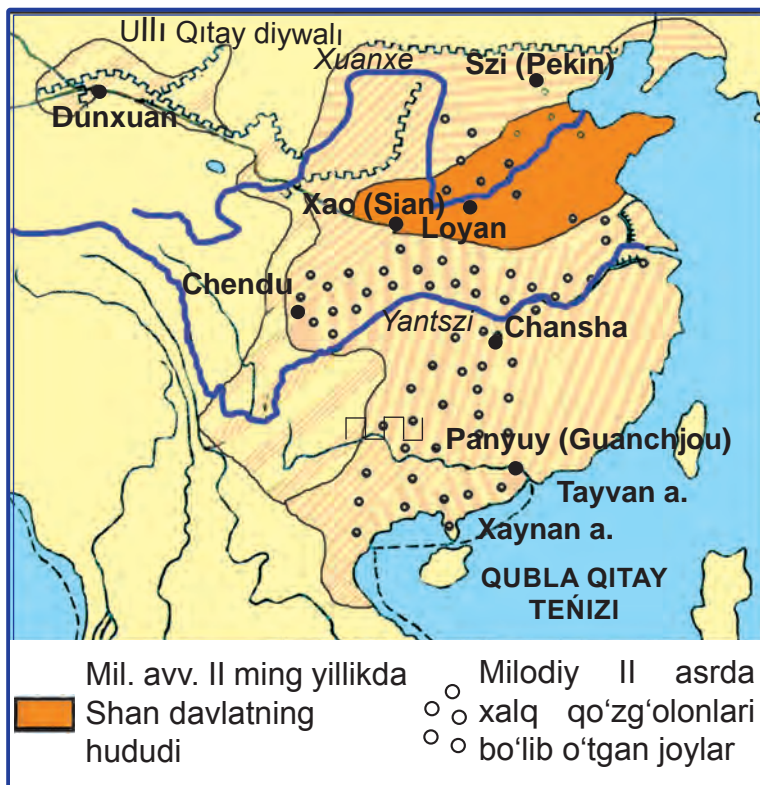 Ullı Qıtay diywalı
Xuanxe
Szi (Pekin)
Dunxuan
Xao (Sian)
Loyan
Chendu
Yantszi
Chansha
Panyuy (Guanchjou)
Tayvan a.
Xaynan a.
QUBLA QITAY
TEŃIZI
Mil. avv. II ming yillikda
Shan davlatning
hududi
Milodiy II asrda
xalq qo‘zg‘olonlari
bo‘lib o‘tgan joylar